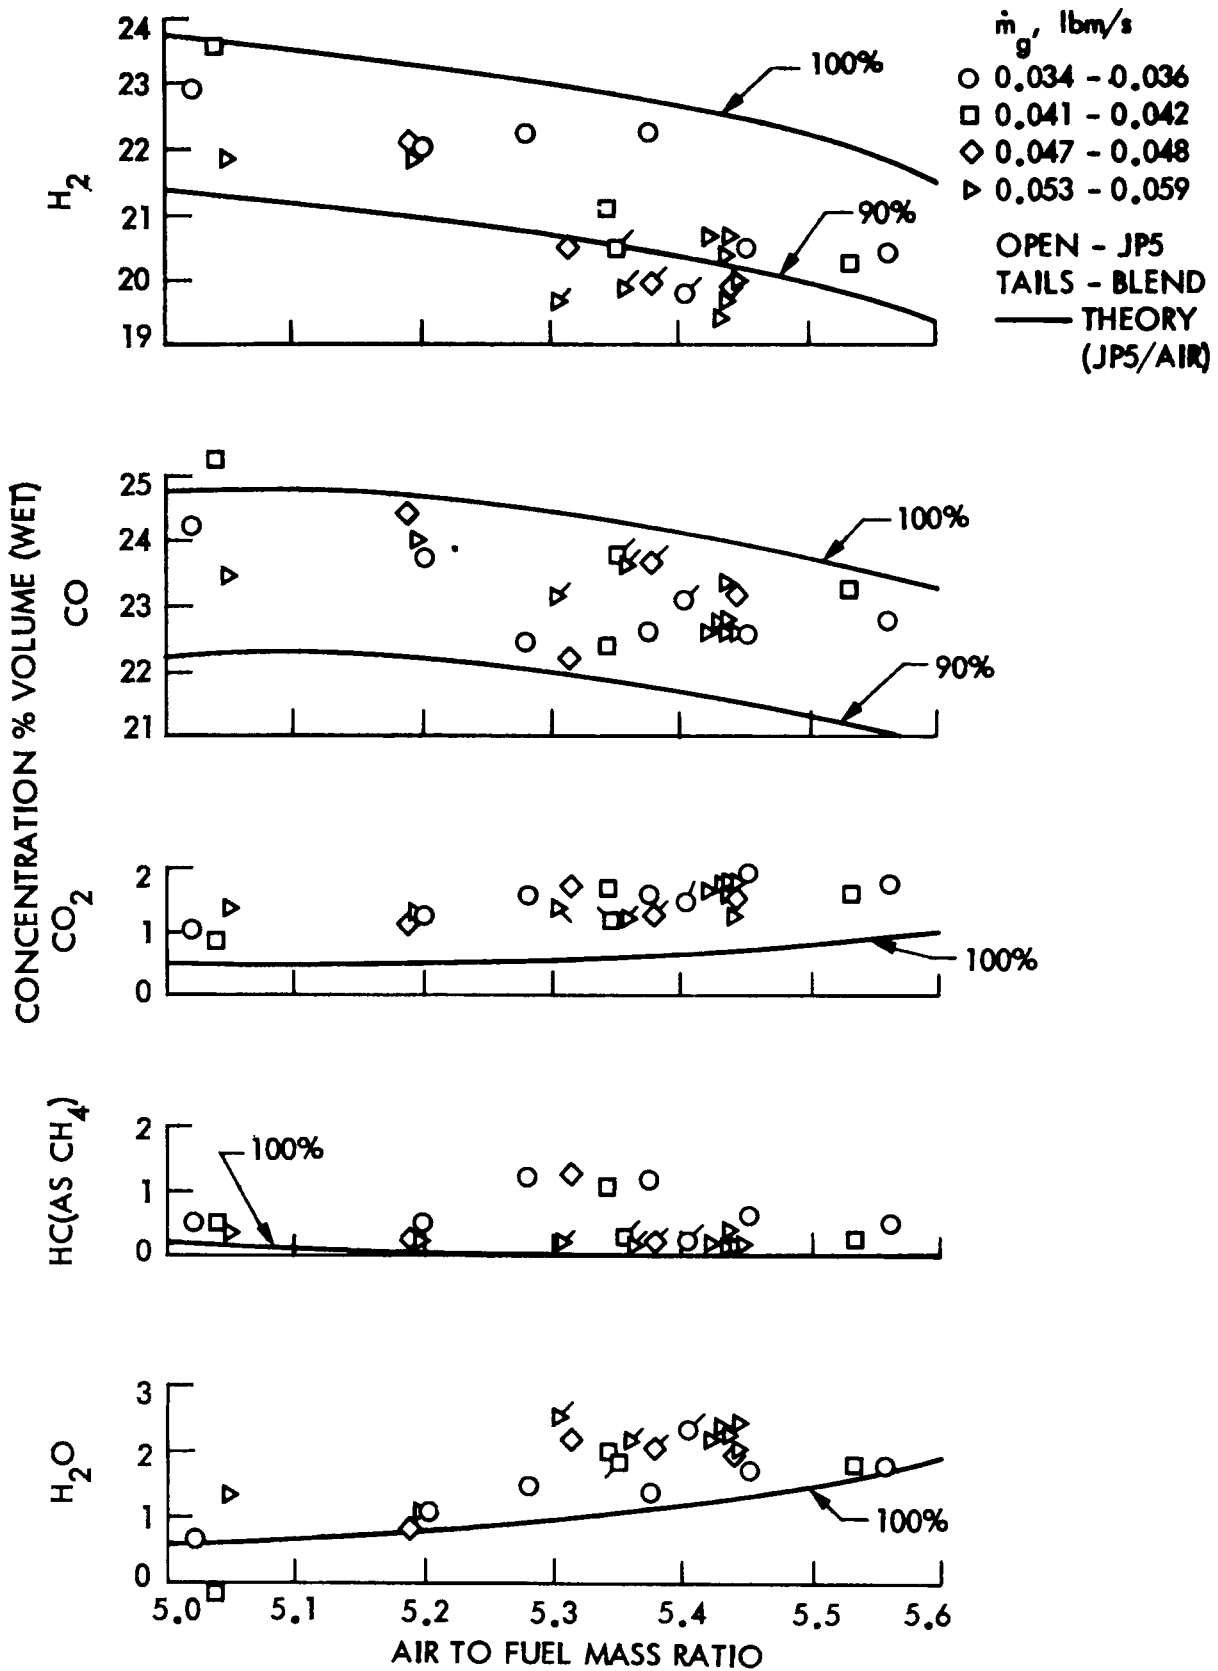 ṁg, lbm/s
○ 0.034 - 0.036
□ 0.041 - 0.042
◇ 0.047 - 0.048
▷ 0.053 - 0.059
OPEN - JP5
TAILS - BLEND
THEORY
(JP5/AIR)
CONCENTRATION % VOLUME (WET)
H2
24
23
22
21
20
19
100%
90%
CO
25
24
23
22
21
100%
90%
CO2
2
1
0
100%
HC(AS CH4)
2
1
0
100%
H2O
3
2
1
0
100%
5.0 5.1 5.2 5.3 5.4 5.5 5.6
AIR TO FUEL MASS RATIO